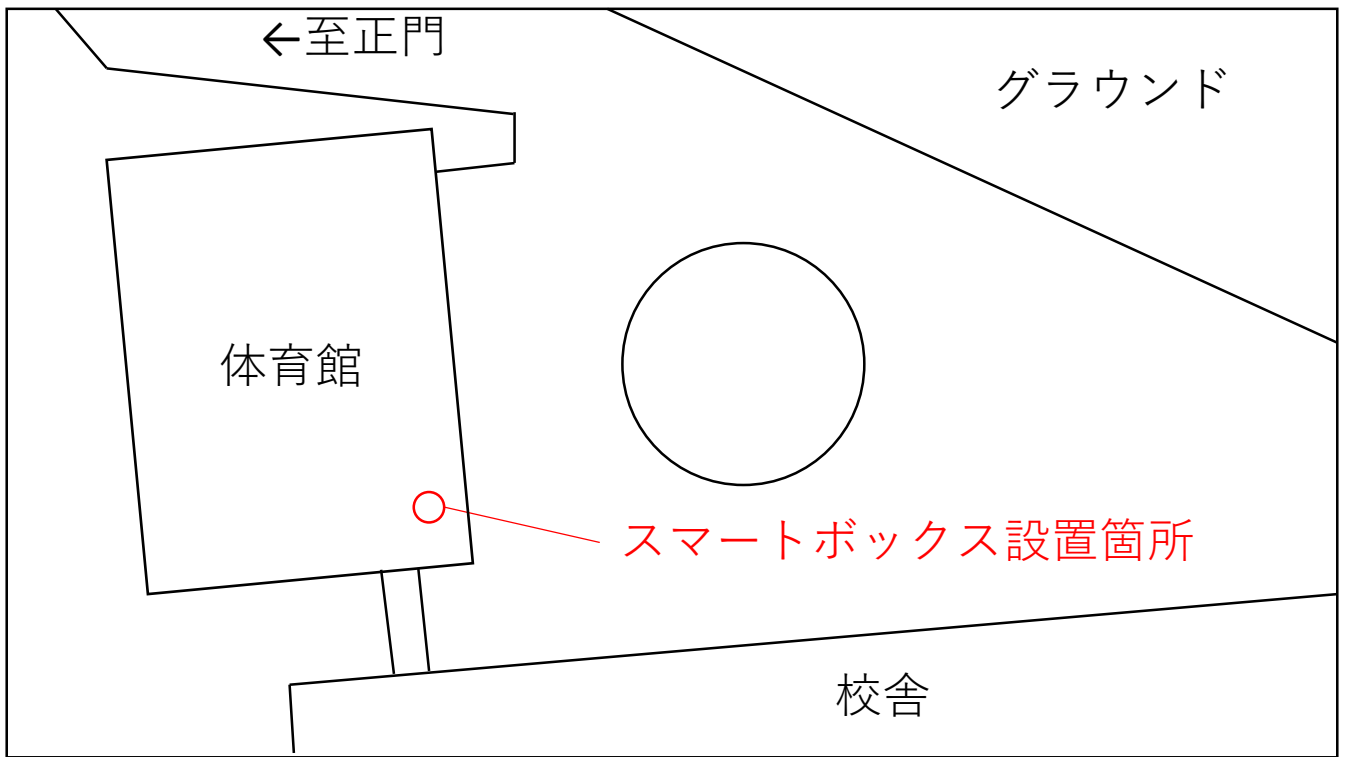 ←至正門
グラウンド
体育館
スマートボックス設置箇所
校舎